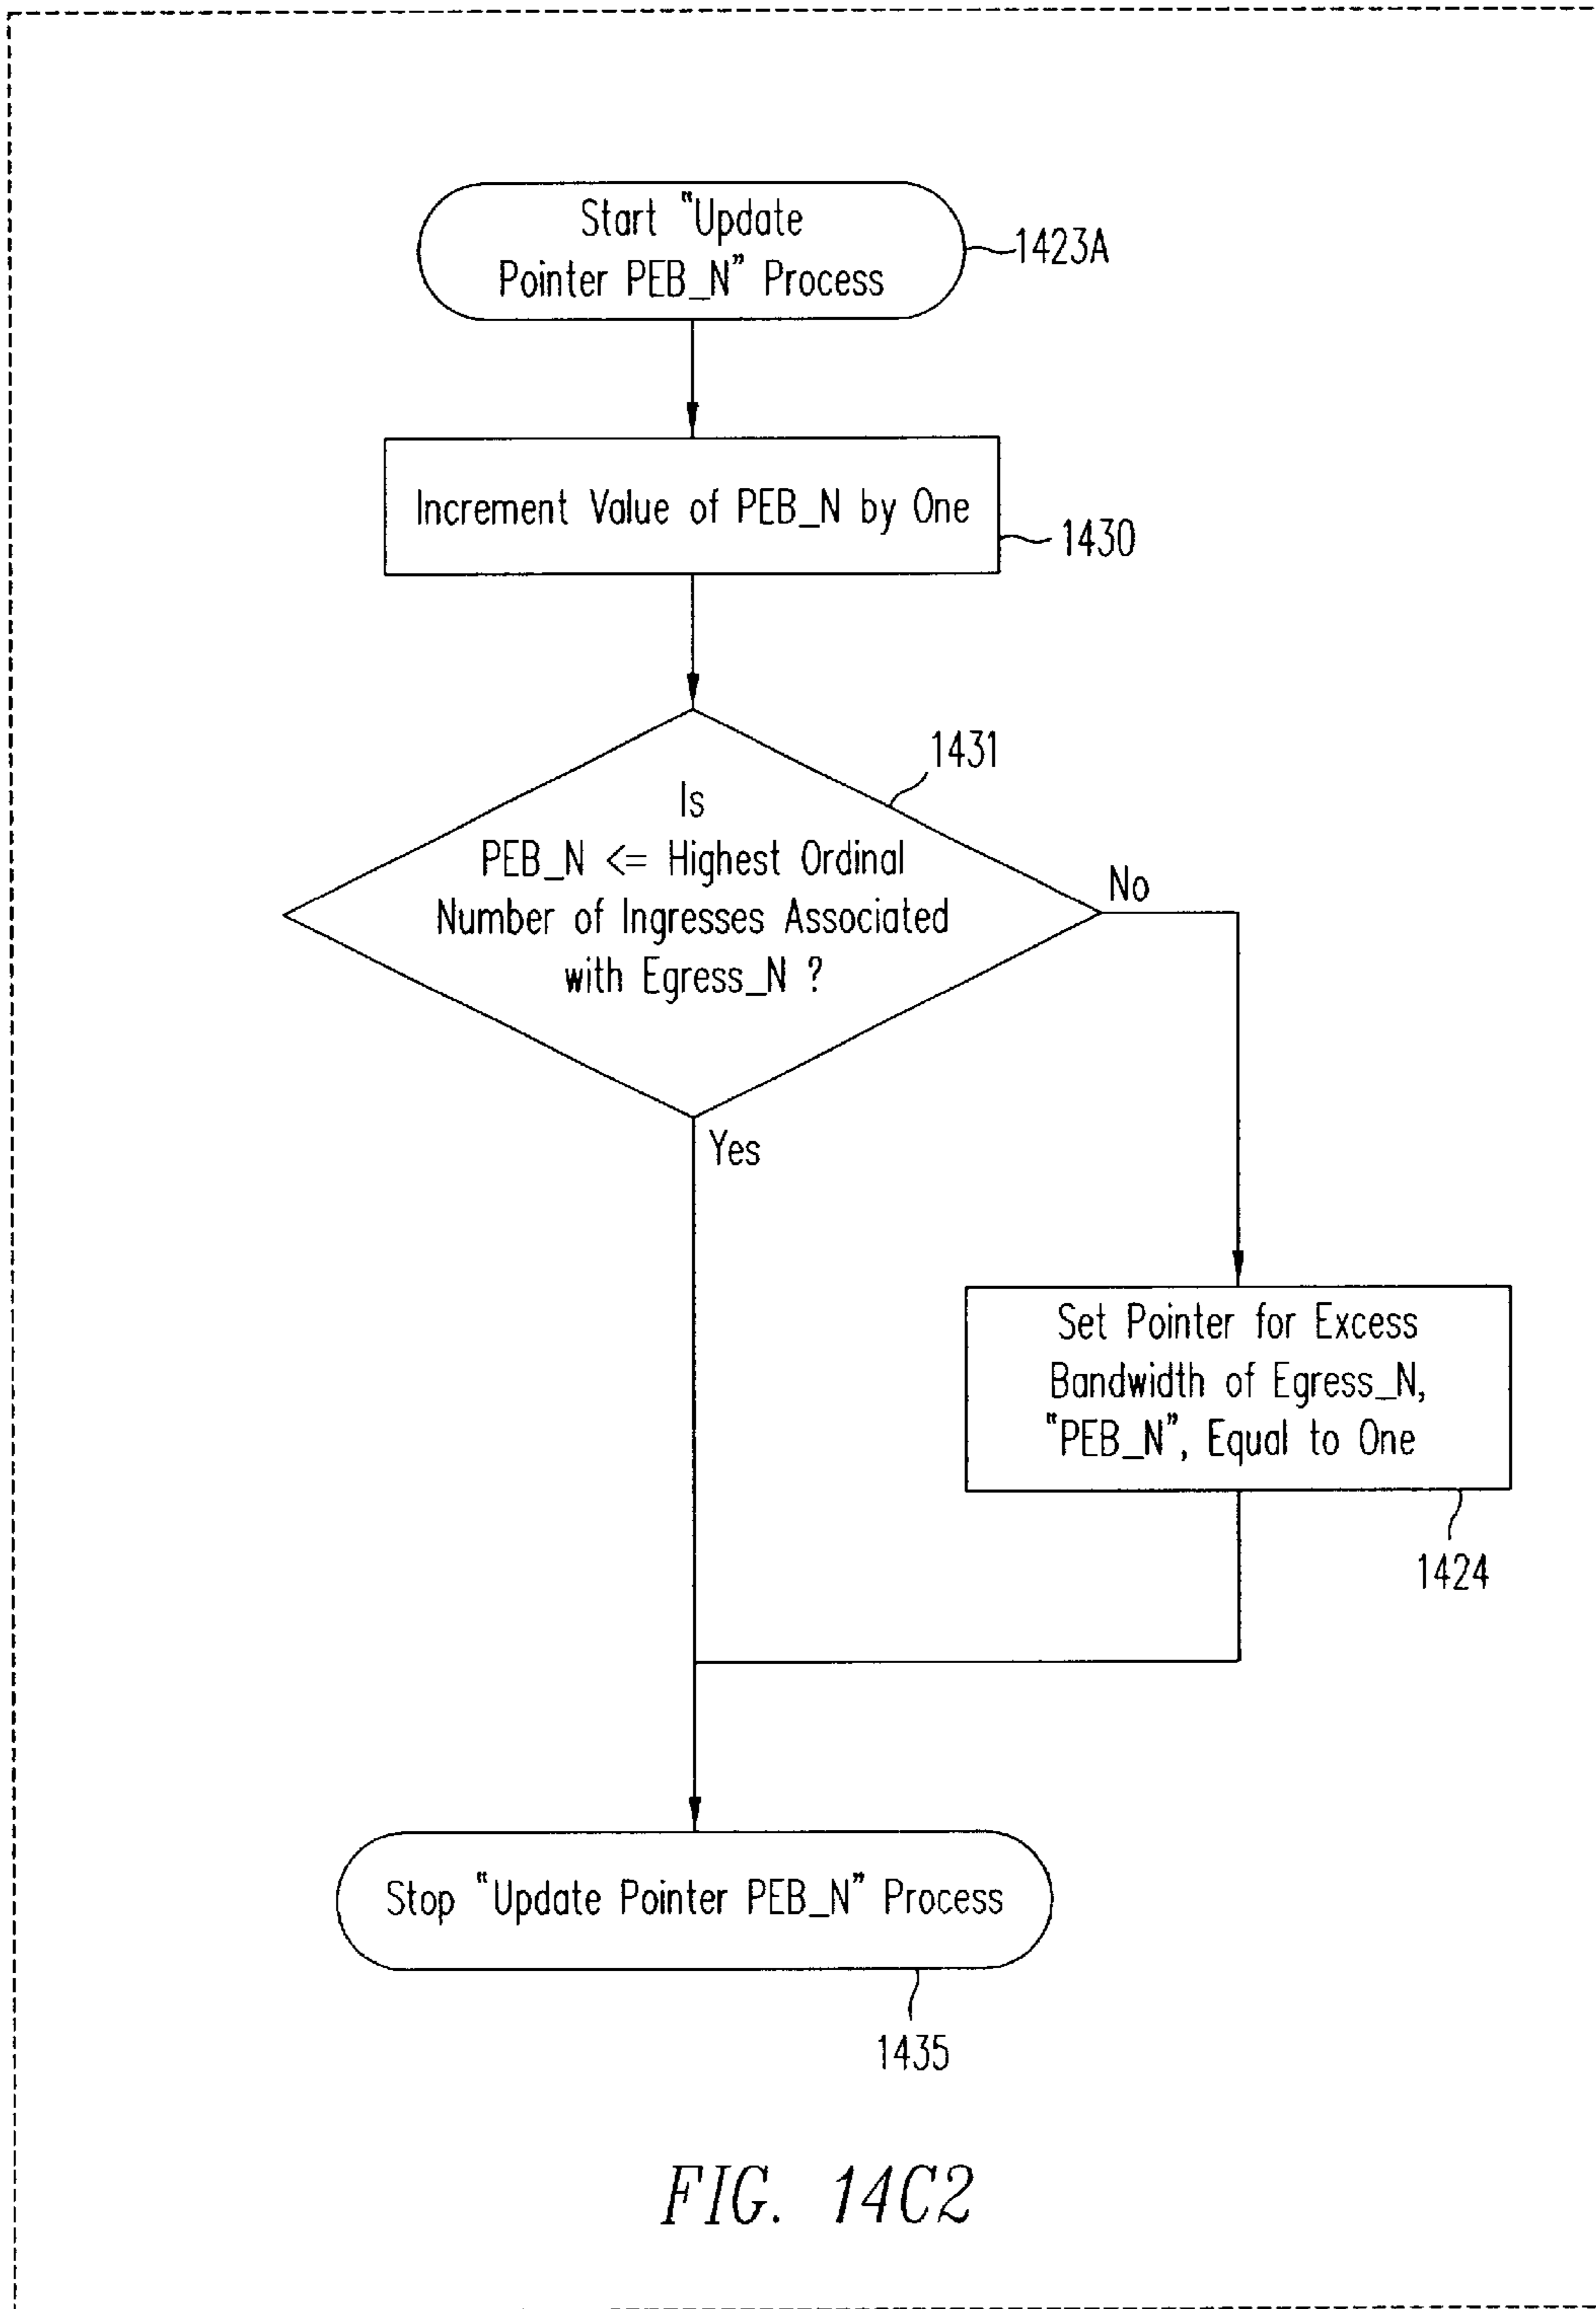 Start "Update
Pointer PEB_N" Process
1423A
Increment Value of PEB_N by One
1430
1431
Is
PEB_N <= Highest Ordinal
Number of Ingresses Associated
with Egress_N ?
No
Yes
Set Pointer for Excess
Bandwidth of Egress_N,
"PEB_N", Equal to One
1424
Stop "Update Pointer PEB_N" Process
1435
FIG. 14C2